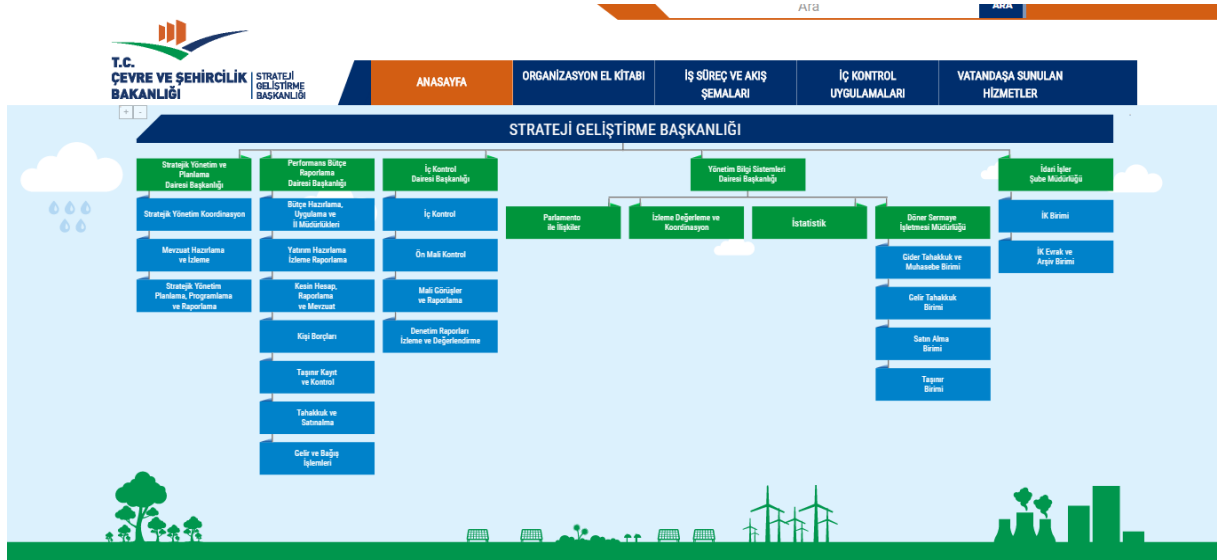 Ara
ARA
T.C.
ÇEVRE VE ŞEHİRCİLİK
BAKANLIĞI
STRATEJİ
GELİŞTİRME
BAŞKANLIĞI
ANASAYFA
ORGANİZASYON EL KİTABI
İŞ SÜREÇ VE AKIŞ
ŞEMALARI
İÇ KONTROL
UYGULAMALARI
VATANDAŞA SUNULAN
HİZMETLER
+ -
STRATEJİ GELİŞTİRME BAŞKANLIĞI
Stratejik Yönetim ve
Planlama
Dairesi Başkanlığı
Stratejik Yönetim Koordinasyon
Mevzuat Hazırlama
ve İzleme
Stratejik Yönetim
Planlama, Programlama
ve Raporlama
Performans Bütçe
Raporlama
Dairesi Başkanlığı
Bütçe Hazırlama,
Uygulama ve
İl Müdürlükleri
Yatırım Hazırlama
İzleme Raporlama
Kesin Hesap,
Raporlama
ve Mevzuat
Kişi Borçları
Taşınır Kayıt
ve Kontrol
Tahakkuk ve
Satınalma
Gelir ve Bağış
İşlemleri
İç Kontrol
Dairesi Başkanlığı
İç Kontrol
Ön Mali Kontrol
Mali Görüşler
ve Raporlama
Denetim Raporları
İzleme ve Değerlendirme
Yönetim Bilgi Sistemleri
Dairesi Başkanlığı
Parlamento
ile İlişkiler
İzleme Değerleme ve
Koordinasyon
İstatistik
Döner Sermaye
İşletmesi Müdürlüğü
Gider Tahakkuk ve
Muhasebe Birimi
Gelir Tahakkuk
Birimi
Satın Alma
Birimi
Taşınır
Birimi
İdari İşler
Şube Müdürlüğü
İK Birimi
İK Evrak ve
Arşiv Birimi